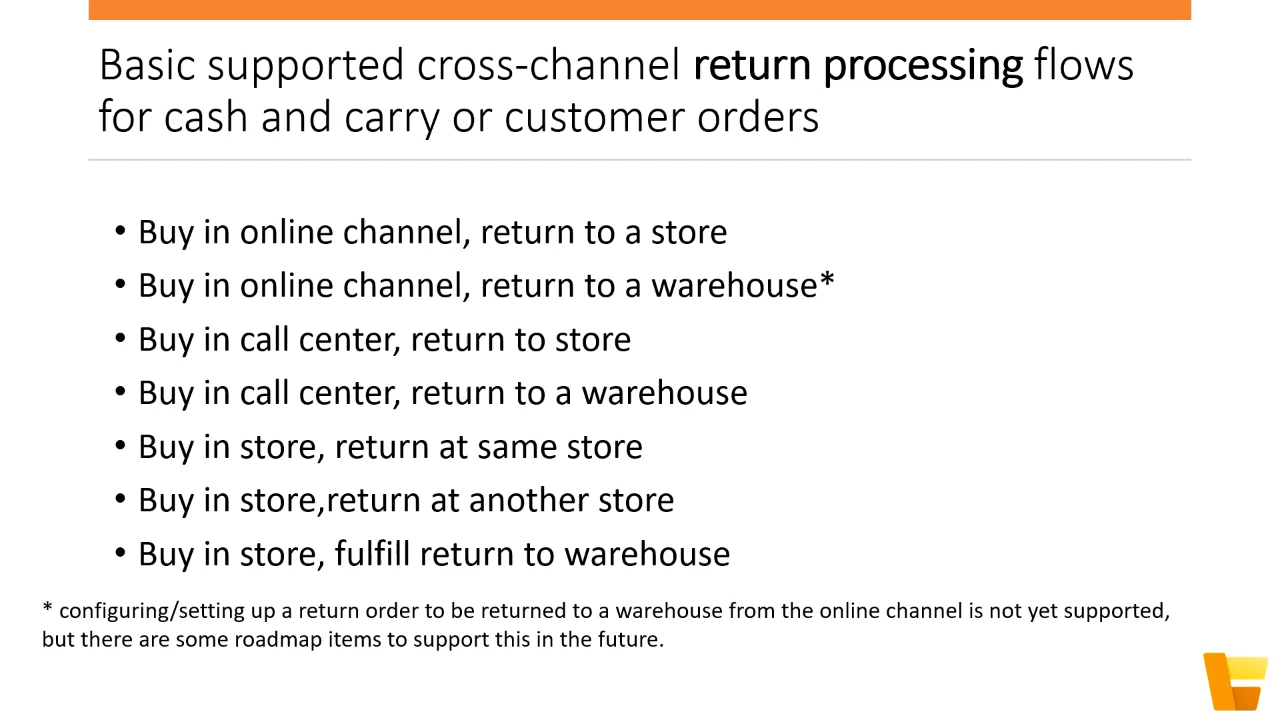 Basic supported cross-channel return processing flows
for cash and carry or customer orders
• Buy in online channel, return to a store
• Buy in online channel, return to a warehouse*
• Buy in call center, return to store
• Buy in call center, return to a warehouse
• Buy in store, return at same store
• Buy in store,return at another store
• Buy in store, fulfill return to warehouse
* configuring/setting up a return order to be returned to a warehouse from the online channel is not yet supported,
but there are some roadmap items to support this in the future.